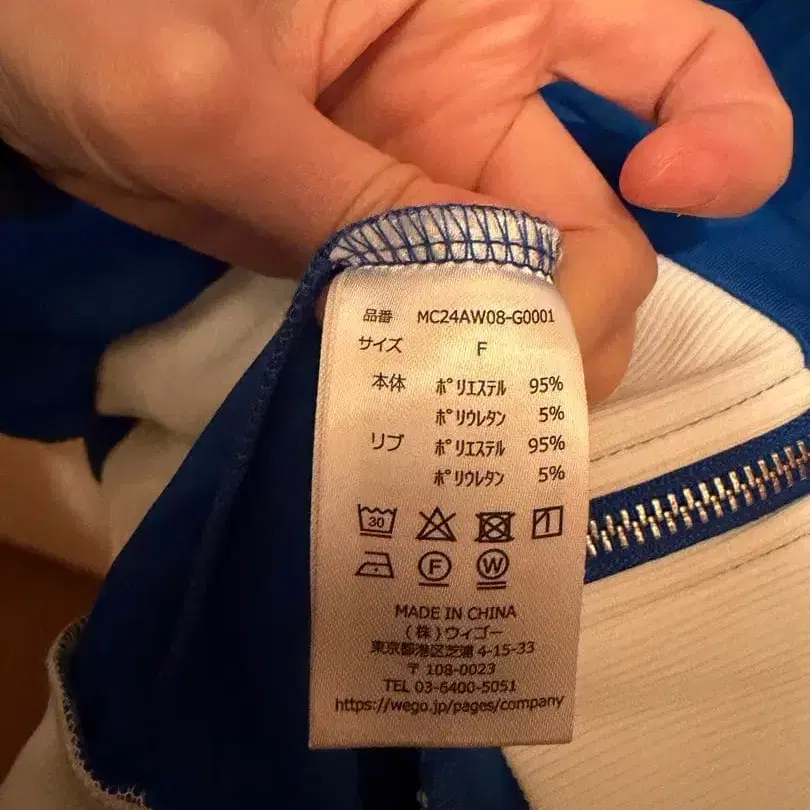 品番 MC24AW08-G0001
サイズ F
本体 ポリエステル 95%
ポリウレタン 5%
リブ ポリエステル 95%
ポリウレタン 5%
30
F W
MADE IN CHINA
(株)ウィゴー
東京都港区芝浦4-15-33
〒108-0023
TEL 03-6400-5051
https://wego.jp/pages/company